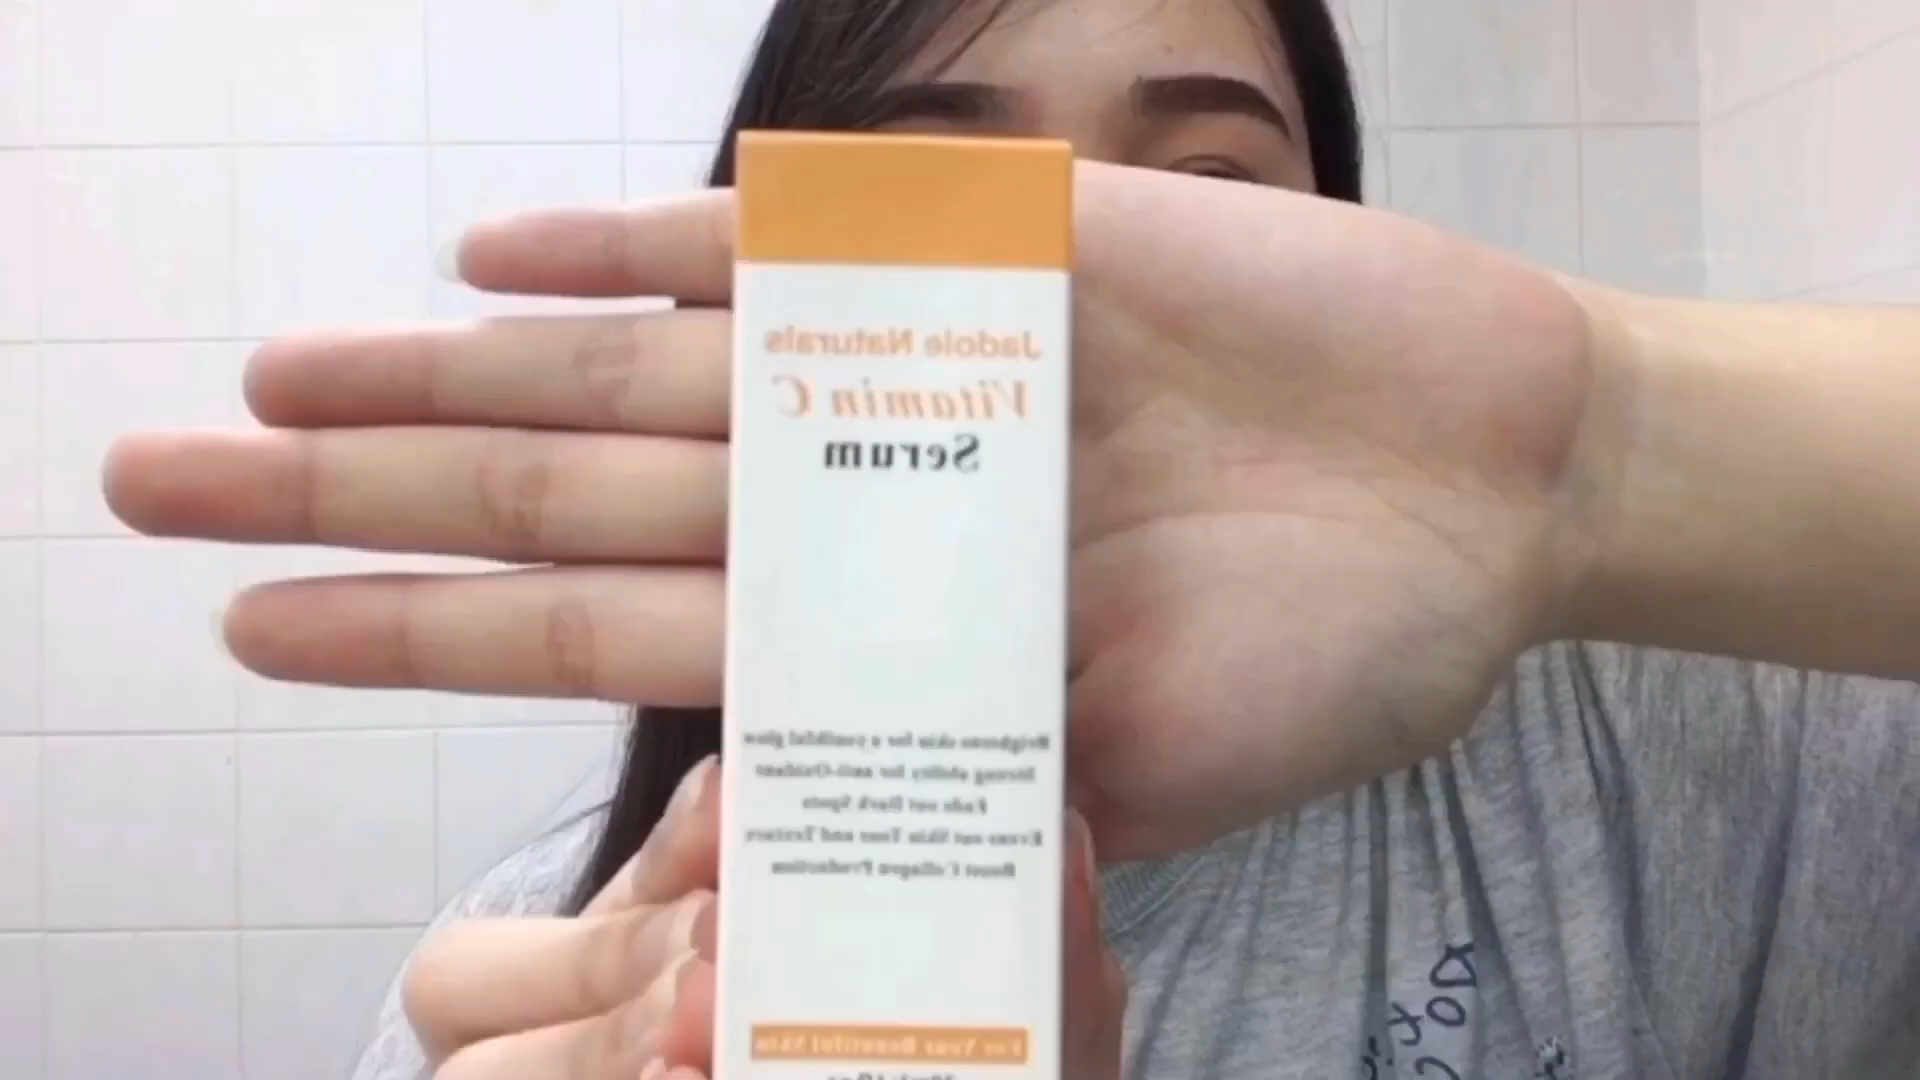 Jadole Naturals
Vitamin C
Serum
Brightens skin for a youthful glow
Strong ability for anti-Oxidant
Fade out Dark Spots
Evens out Skin Tone and Texture
Boost Collagen Production
For Your Beautiful Skin